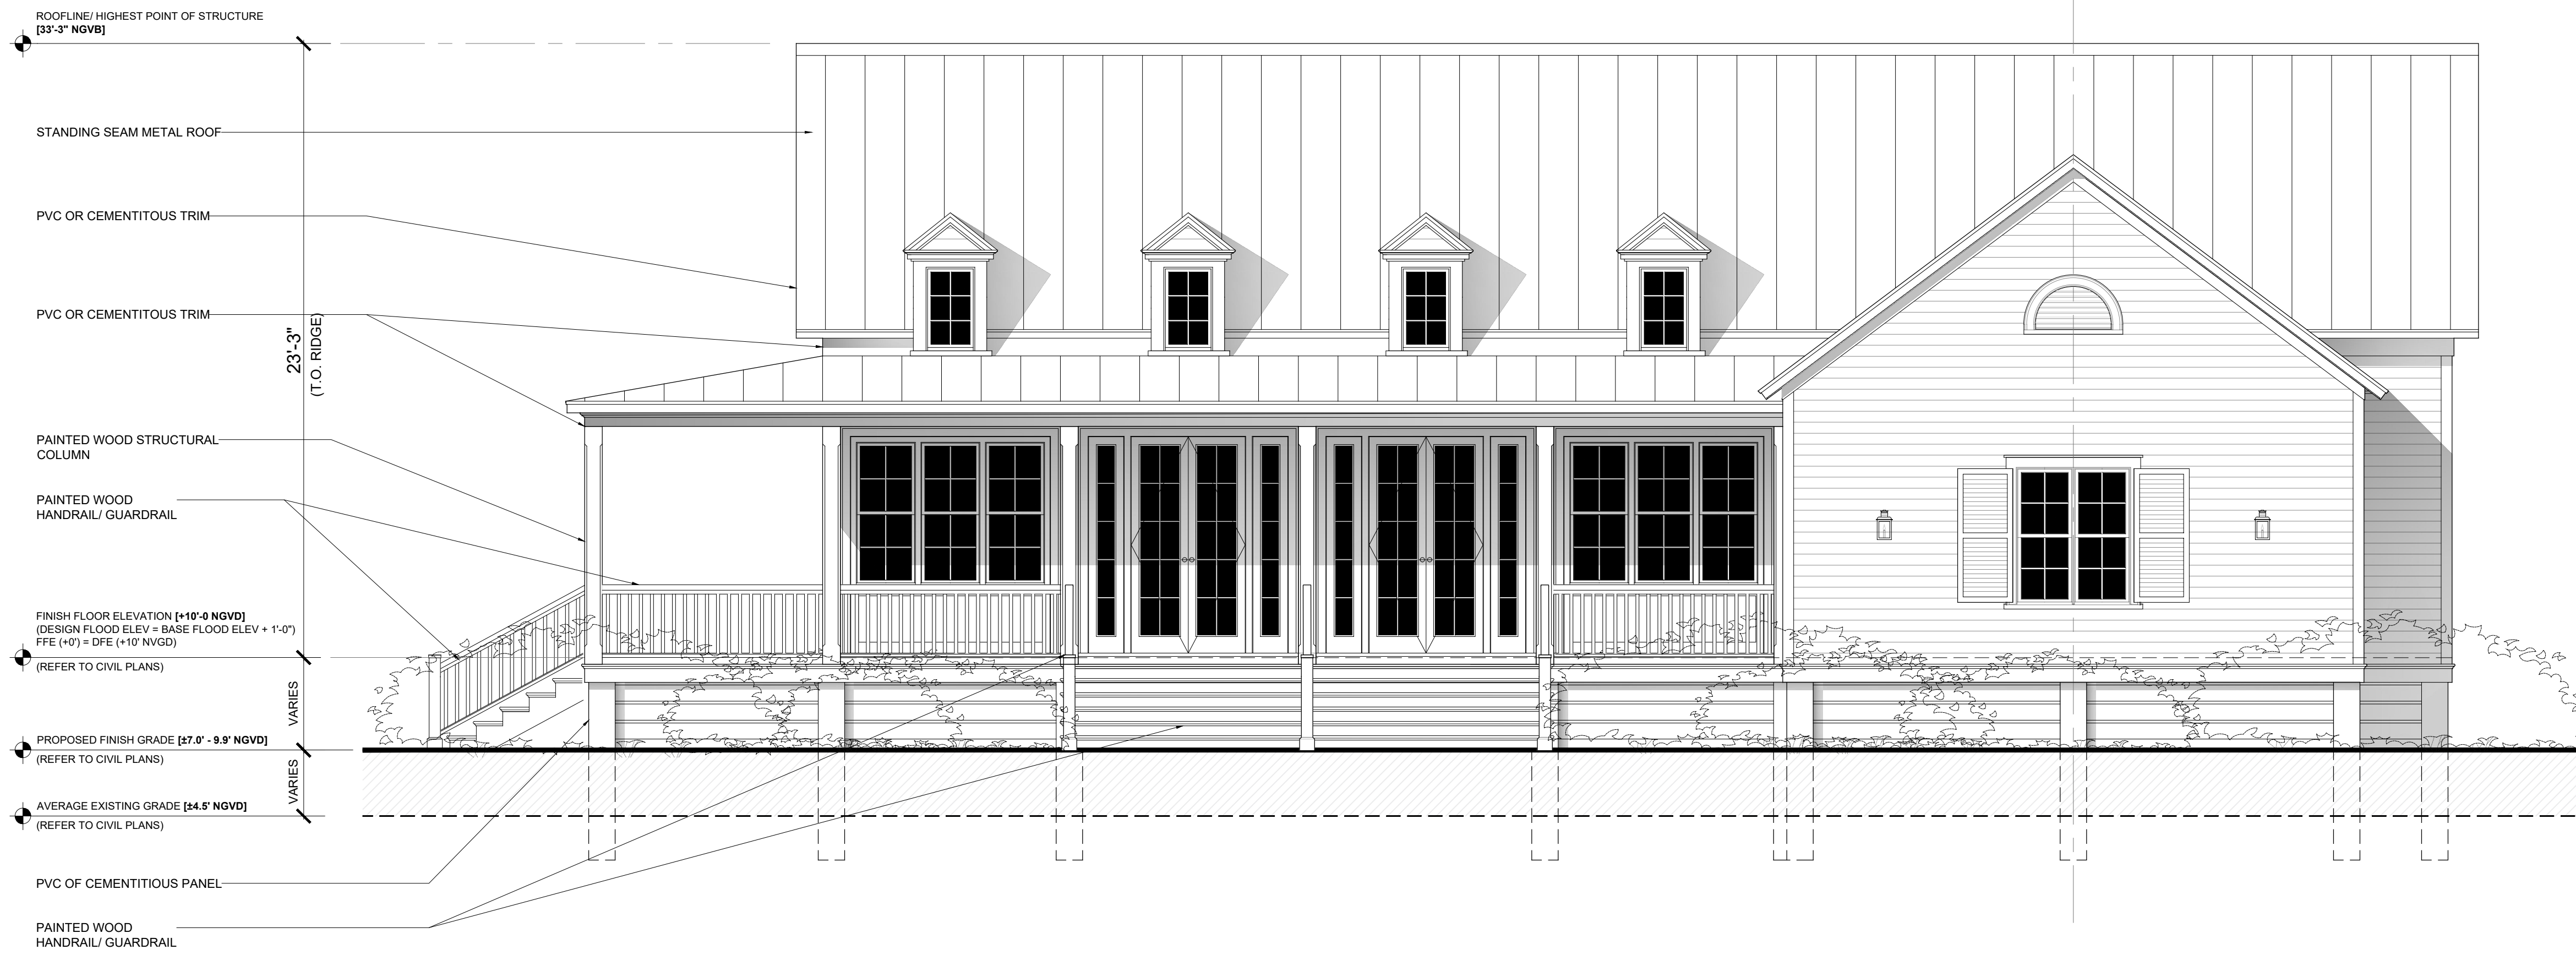 ROOFLINE/ HIGHEST POINT OF STRUCTURE
[33'-3" NGVB]
STANDING SEAM METAL ROOF
PVC OR CEMENTITOUS TRIM
PVC OR CEMENTITOUS TRIM
23'-3"
(T.O. RIDGE)
PAINTED WOOD STRUCTURAL
COLUMN
PAINTED WOOD
HANDRAIL/ GUARDRAIL
FINISH FLOOR ELEVATION [+10'-0 NGVD]
(DESIGN FLOOD ELEV = BASE FLOOD ELEV + 1'-0")
FFE (+0') = DFE (+10' NVGD)
(REFER TO CIVIL PLANS)
VARIES
PROPOSED FINISH GRADE [±7.0' - 9.9' NGVD]
(REFER TO CIVIL PLANS)
VARIES
AVERAGE EXISTING GRADE [±4.5' NGVD]
(REFER TO CIVIL PLANS)
PVC OF CEMENTITIOUS PANEL
PAINTED WOOD
HANDRAIL/ GUARDRAIL